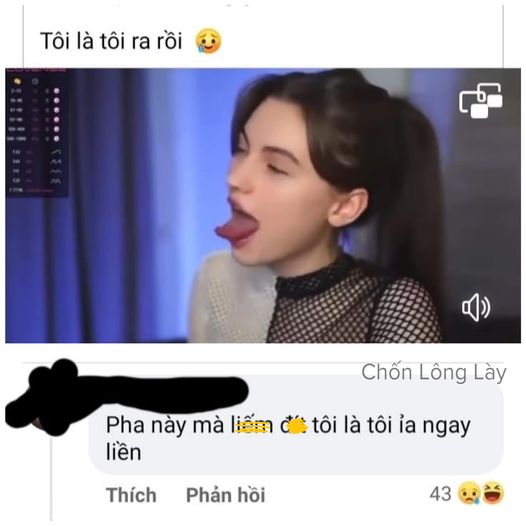 Tôi là tôi ra rồi 😥
Chốn Lông Lày
Pha này mà liếm đít tôi là tôi ỉa ngay
liền
Thích Phản hồi 43